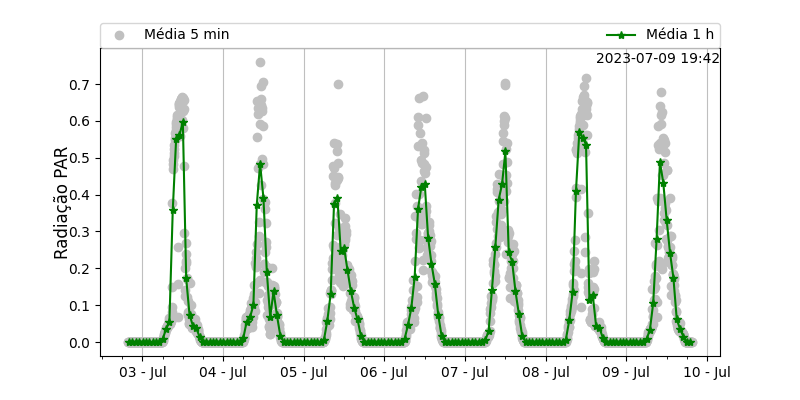 Média 5 min
Média 1 h
2023-07-09 19:42
Radiação PAR
0.7
0.6
0.5
0.4
0.3
0.2
0.1
0.0
03 - Jul
04 - Jul
05 - Jul
06 - Jul
07 - Jul
08 - Jul
09 - Jul
10 - Jul